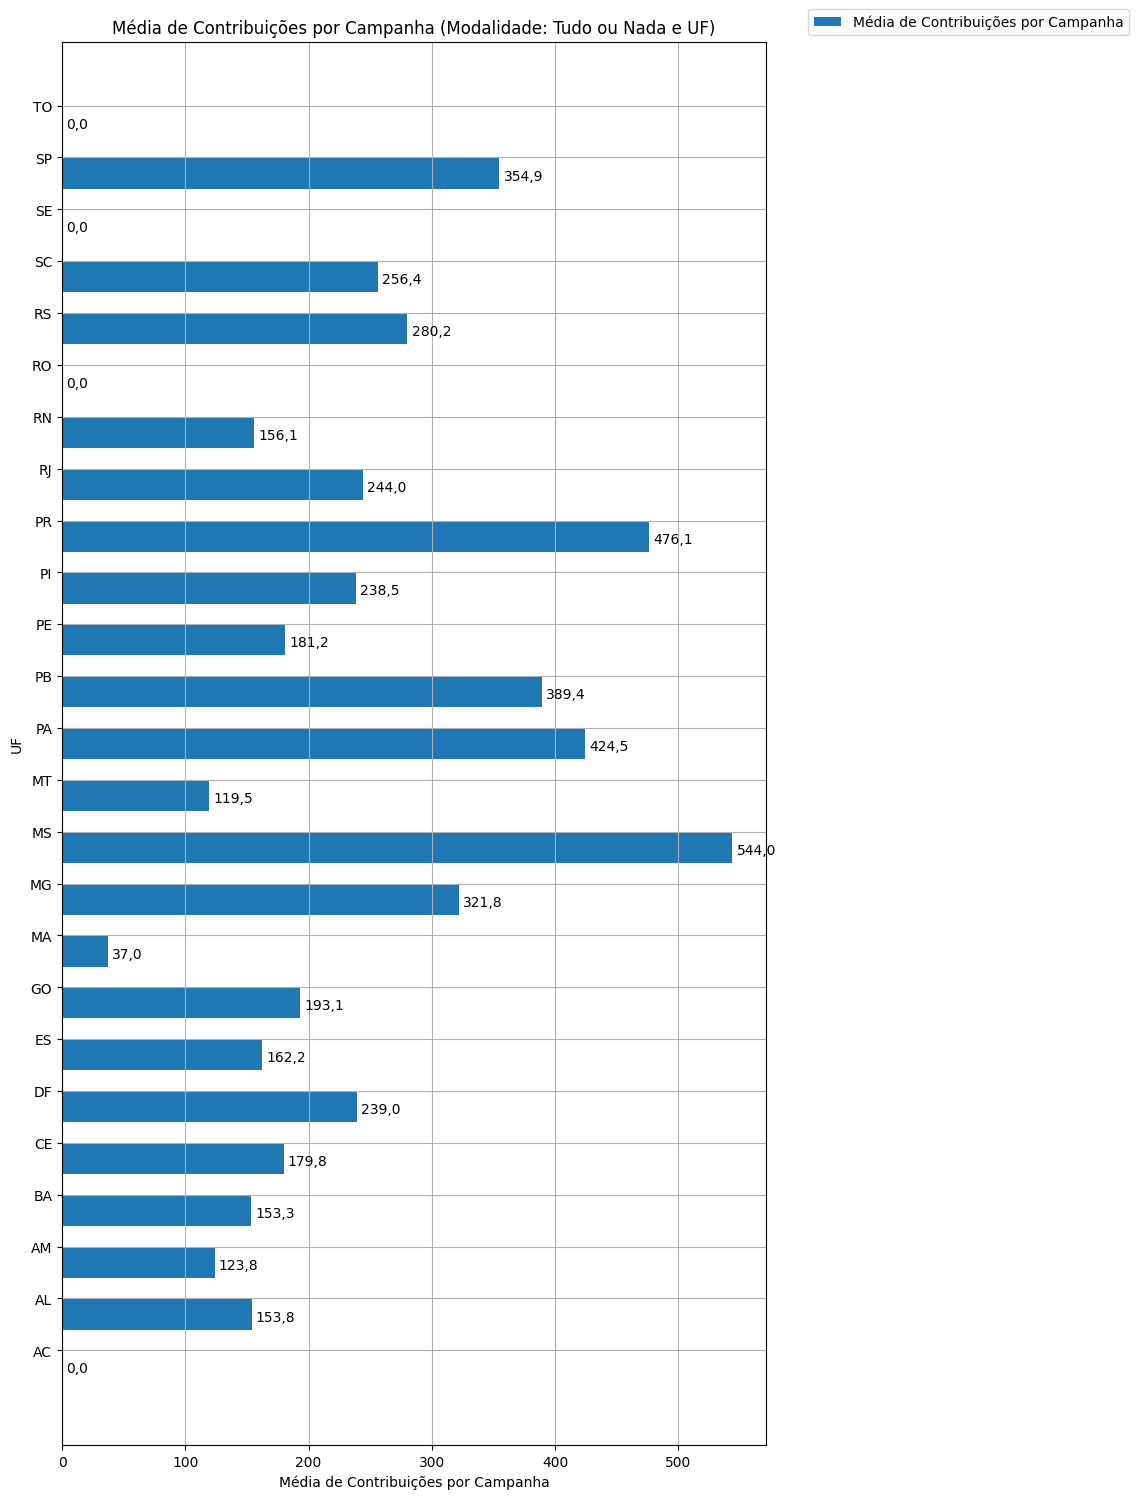 Média de Contribuições por Campanha (Modalidade: Tudo ou Nada e UF)
Média de Contribuições por Campanha
TO
0,0
SP
354,9
SE
0,0
SC
256,4
RS
280,2
RO
0,0
RN
156,1
RJ
244,0
PR
476,1
PI
238,5
PE
181,2
PB
389,4
PA
424,5
UF
MT
119,5
MS
544,0
MG
321,8
MA
37,0
GO
193,1
ES
162,2
DF
239,0
CE
179,8
BA
153,3
AM
123,8
AL
153,8
AC
0,0
0 100 200 300 400 500
Média de Contribuições por Campanha